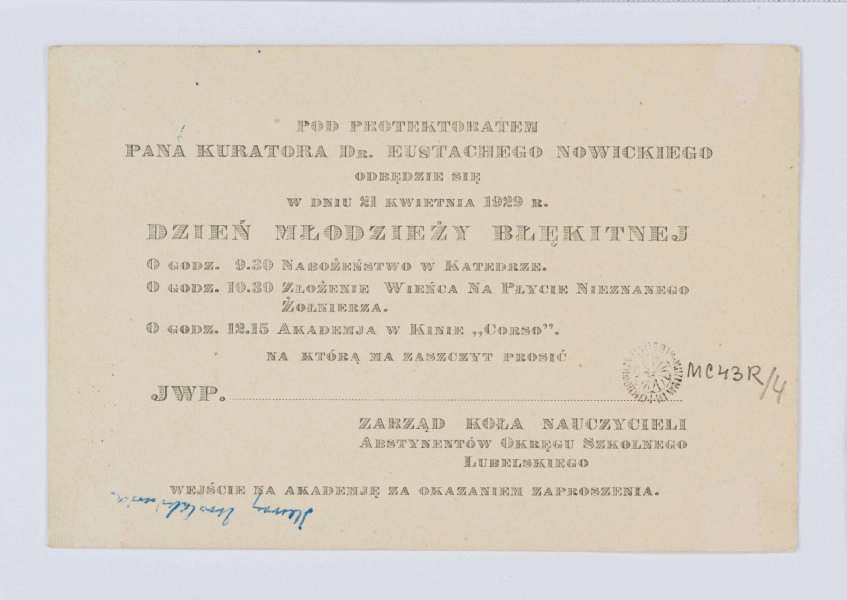 POD PROTEKTORATEM
PANA KURATORA DR. EUSTACHEGO NOWICKIEGO
ODBĘDZIE SIĘ
W DNIU 21 KWIETNIA 1929 R.
DZIEŃ MŁODZIEŻY BŁĘKITNEJ
O GODZ. 9.30 NABOŻEŃSTWO W KATEDRZE.
O GODZ. 10.30 ZŁOŻENIE WIEŃCA NA PŁYCIE NIEZNANEGO
ŻOŁNIERZA.
O GODZ. 12.15 AKADEMJA W KINIE „CORSO”.
NA KTÓRĄ MA ZASZCZYT PROSIĆ
MC43R/4
JWP.
ZARZĄD KOŁA NAUCZYCIELI
ABSTYNENTÓW OKRĘGU SZKOLNEGO
LUBELSKIEGO
WEJŚCIE NA AKADEMJĘ ZA OKAZANIEM ZAPROSZENIA.